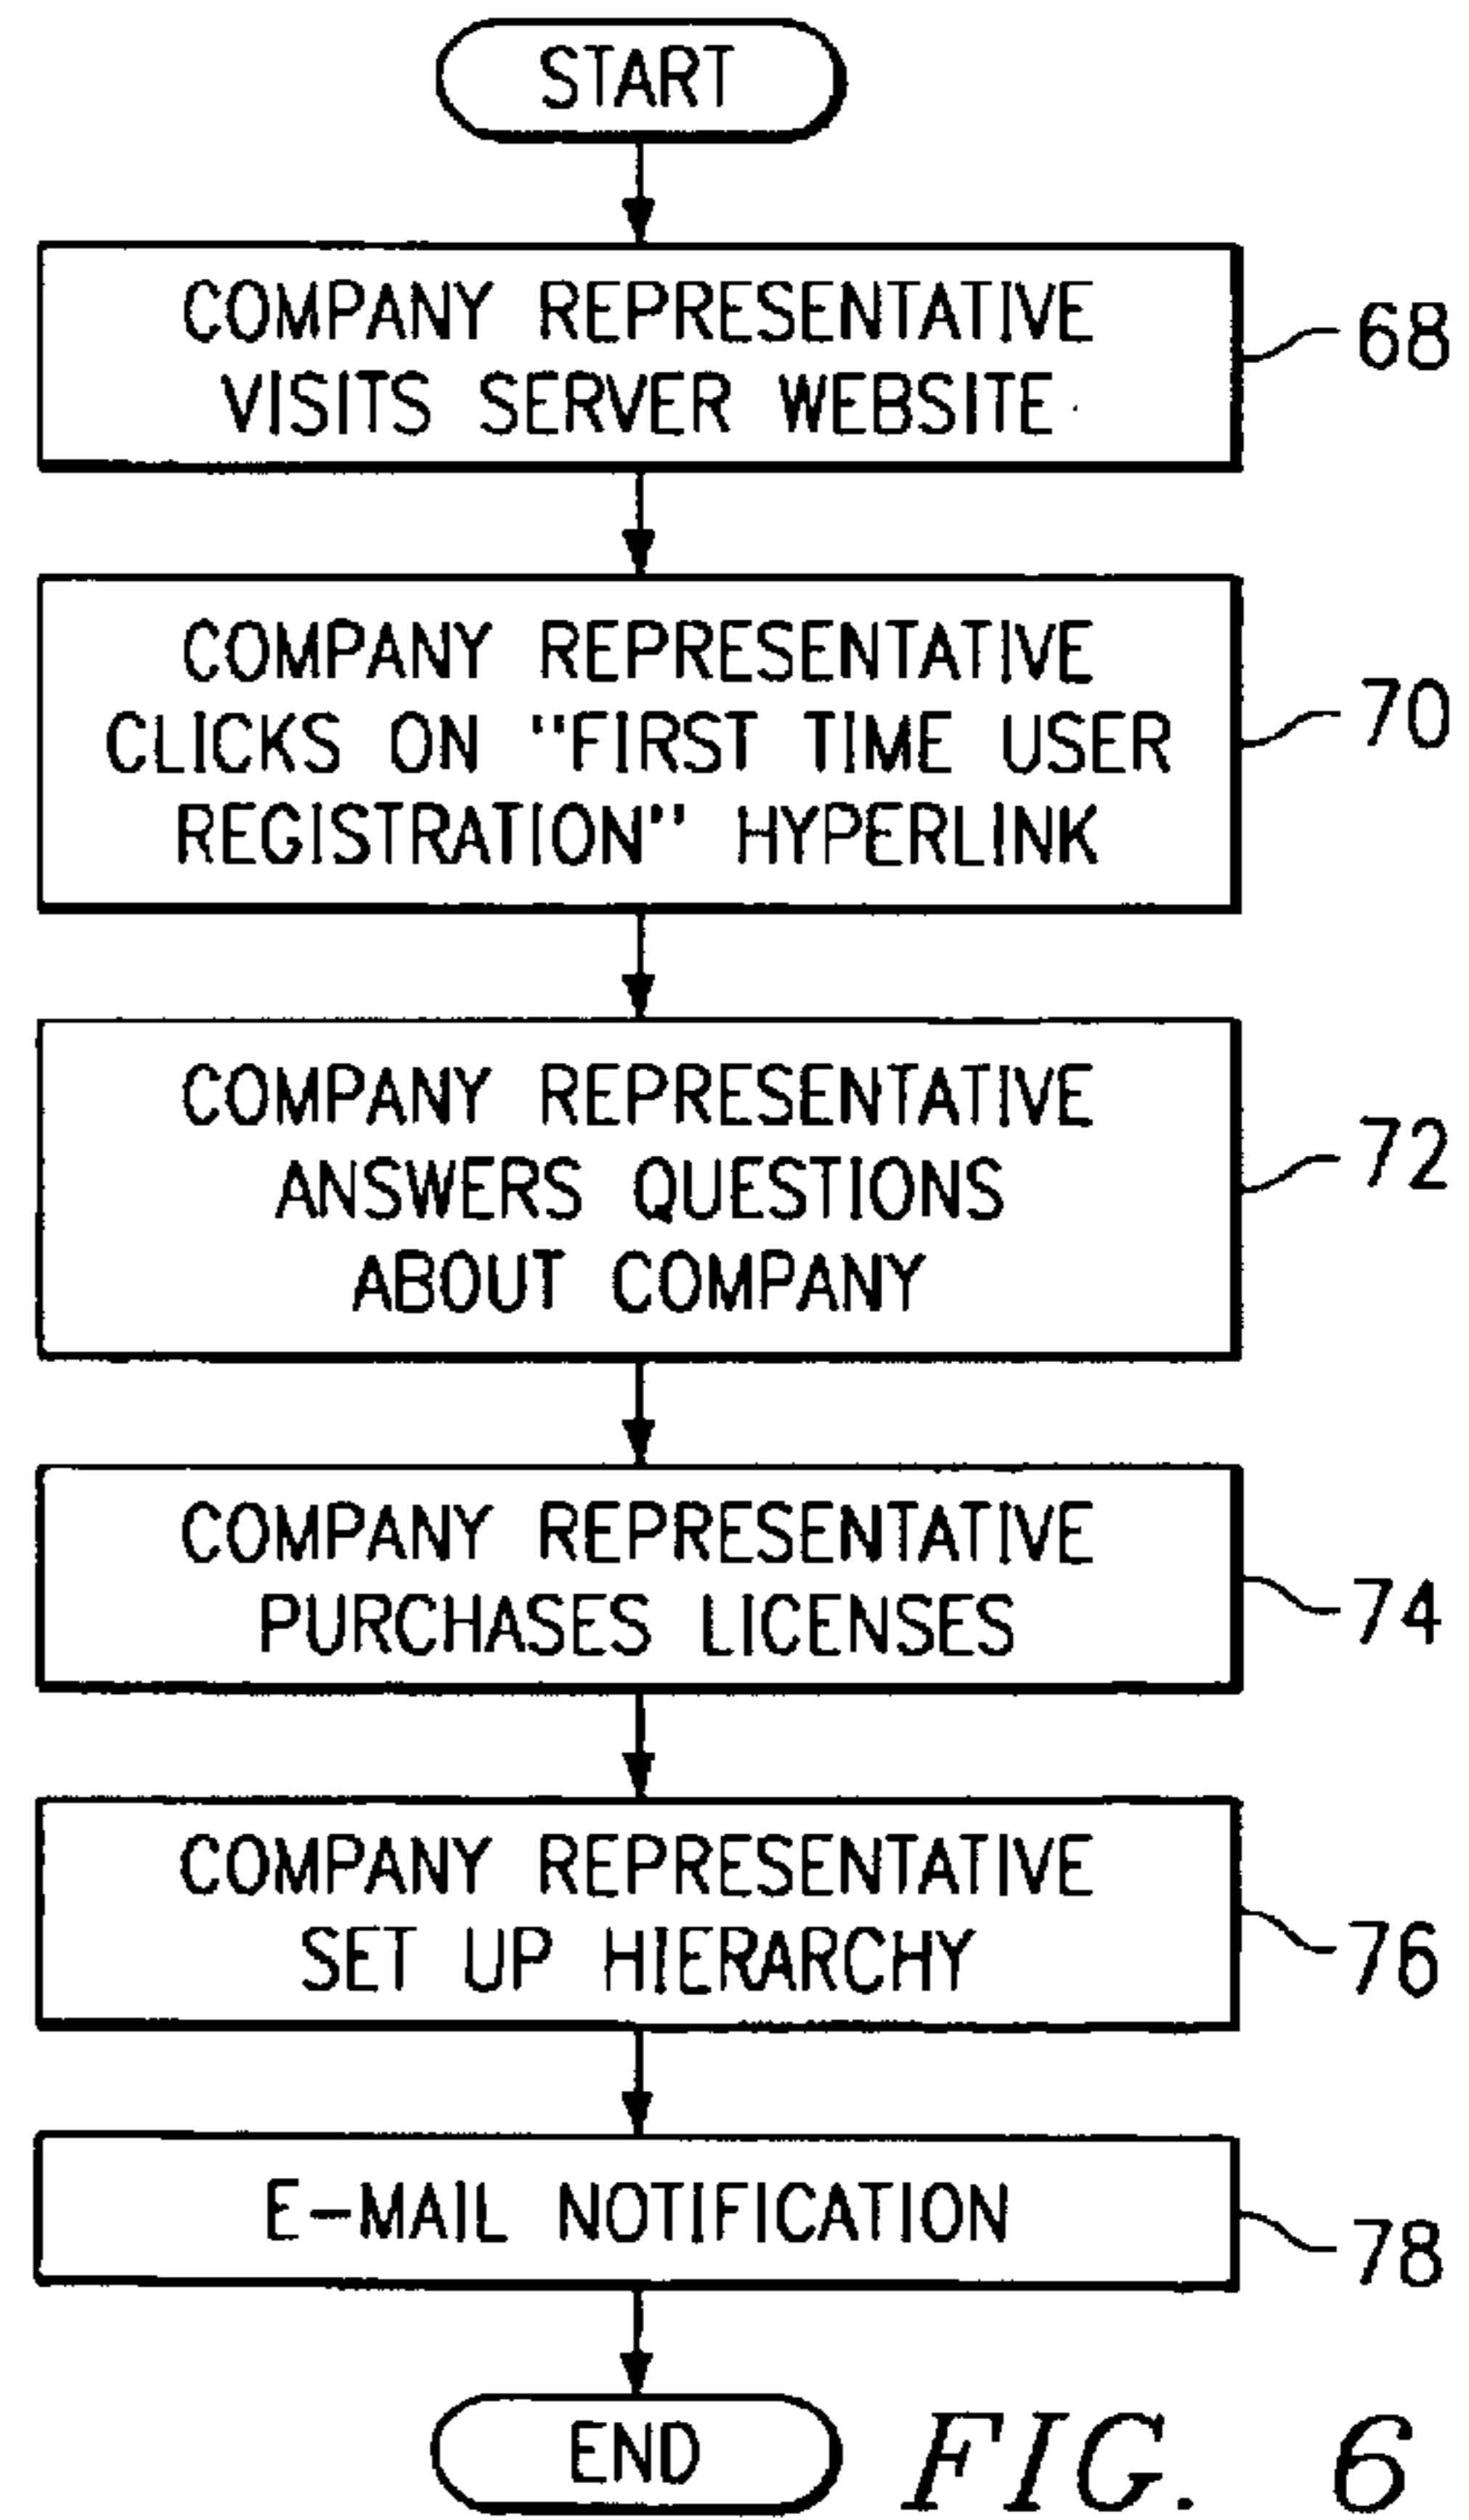 START
COMPANY REPRESENTATIVE
VISITS SERVER WEBSITE
68
COMPANY REPRESENTATIVE
CLICKS ON "FIRST TIME USER
REGISTRATION" HYPERLINK
70
COMPANY REPRESENTATIVE
ANSWERS QUESTIONS
ABOUT COMPANY
72
COMPANY REPRESENTATIVE
PURCHASES LICENSES
74
COMPANY REPRESENTATIVE
SET UP HIERARCHY
76
E-MAIL NOTIFICATION
78
END
FIG. 6